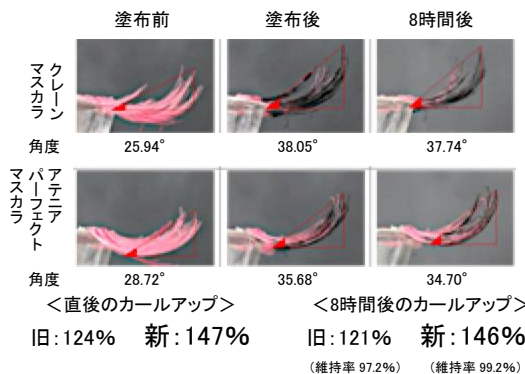 塗布前 塗布後 8時間後
クレーン
マスカラ
角度 25.94° 38.05° 37.74°
アテニア
パーフェクト
マスカラ
角度 28.72° 35.68° 34.70°
＜直後のカールアップ＞ ＜8時間後のカールアップ＞
旧：124% 新：147% 旧：121% 新：146%
（維持率 97.2%） （維持率 99.2%）